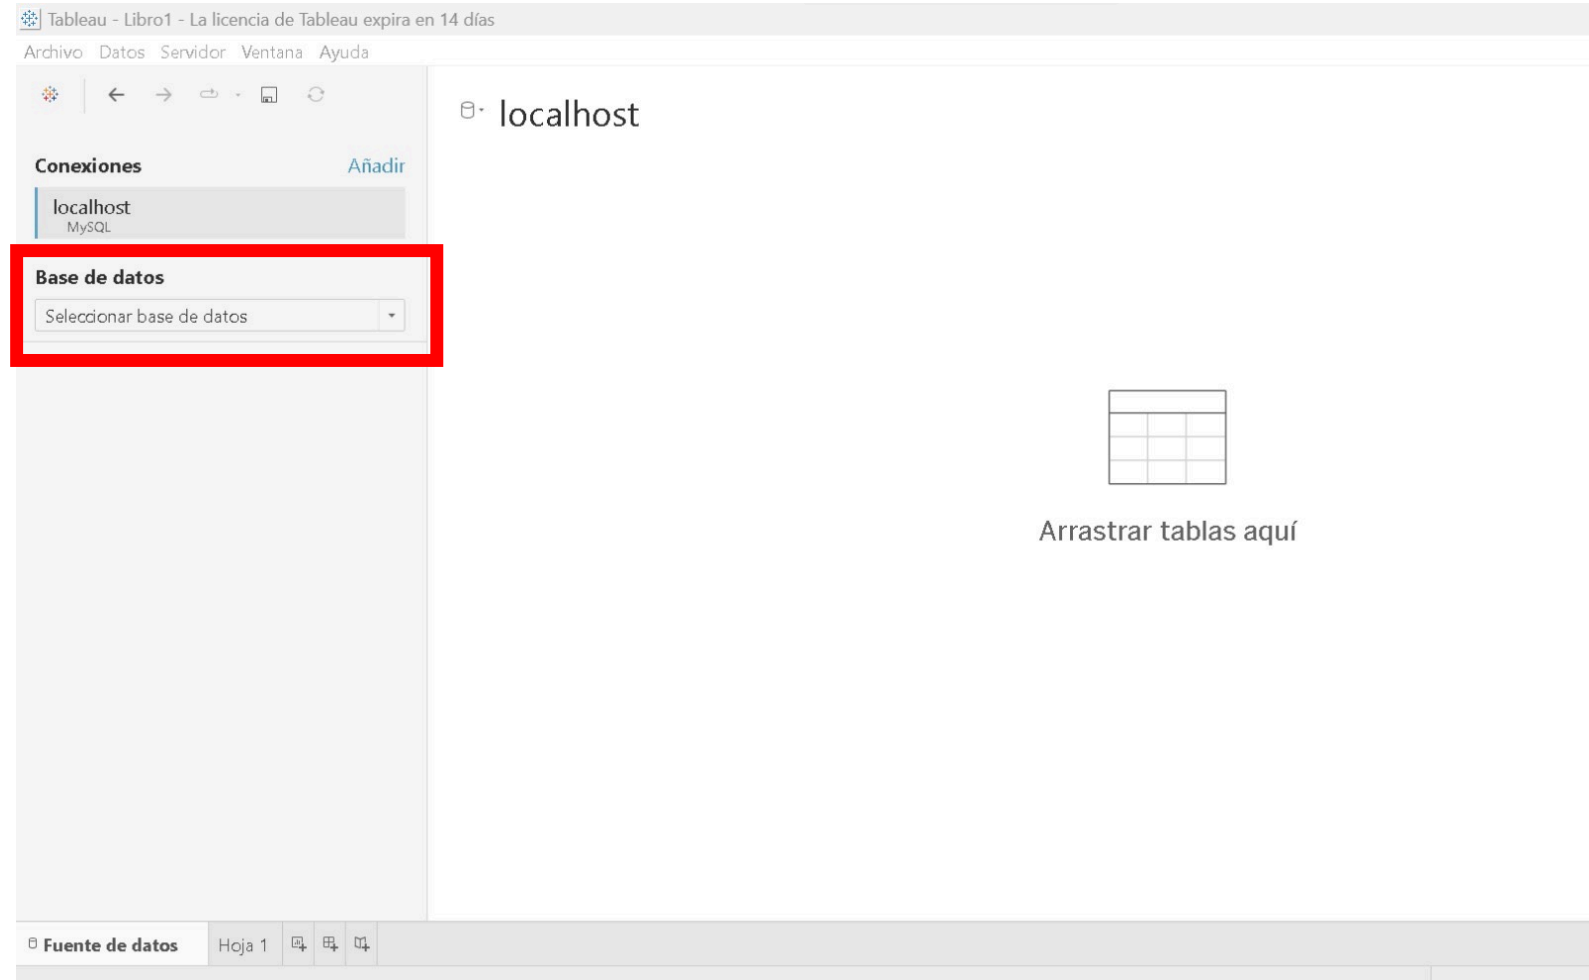 Tableau - Libro1 - La licencia de Tableau expira en 14 días
Archivo Datos Servidor Ventana Ayuda
localhost
Conexiones Añadir
localhost
MySQL
Base de datos
Seleccionar base de datos
Arrastrar tablas aquí
Fuente de datos Hoja 1